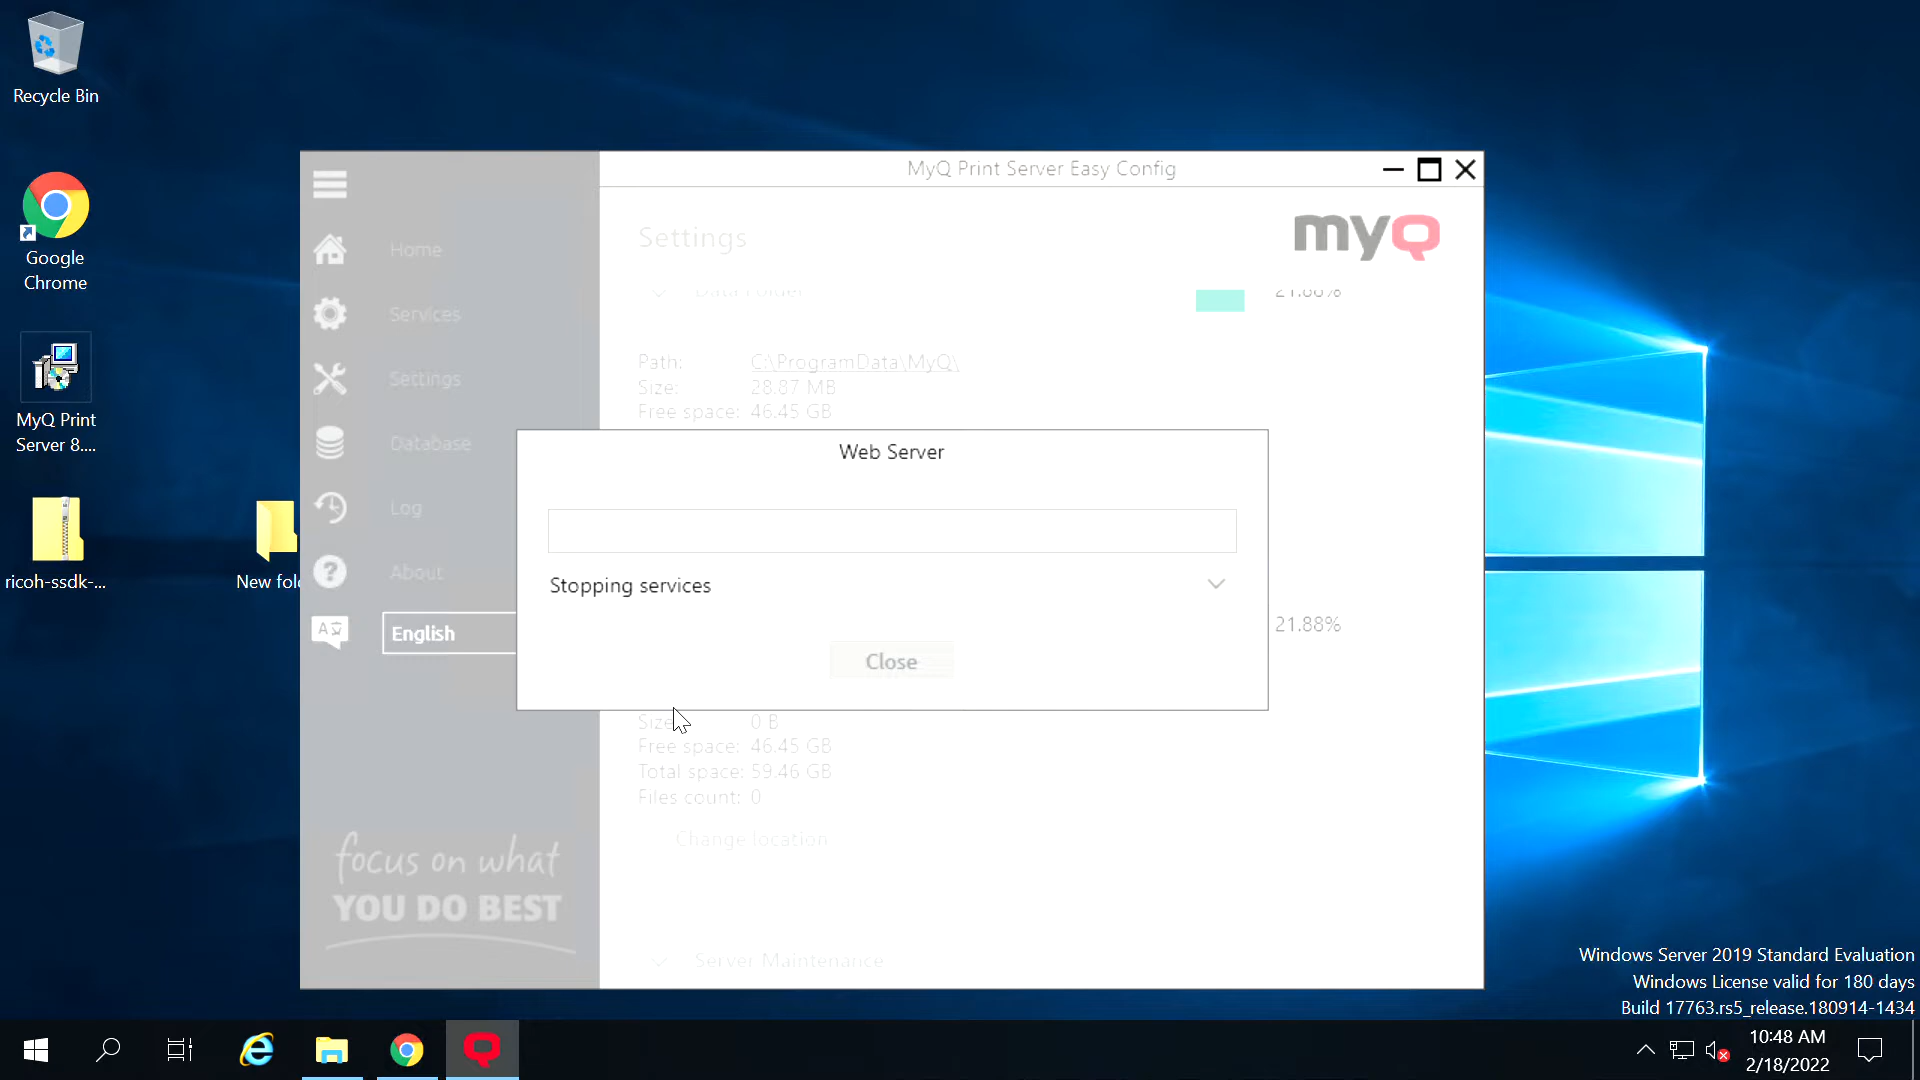 Recycle Bin
Google
Chrome
MyQ Print
Server 8....
ricoh-ssdk-...
New fol
MyQ Print Server Easy Config
Home
Services
Settings
Database
Log
About
English
focus on what
YOU DO BEST
Settings
myQ
Data Folder
21.88%
Path: C:\ProgramData\MyQ\
Size: 28.87 MB
Free space: 46.45 GB
Web Server
Stopping services
Close
21.88%
Size: 0 B
Free space: 46.45 GB
Total space: 59.46 GB
Files count: 0
Change location
Server Maintenance
Windows Server 2019 Standard Evaluation
Windows License valid for 180 days
Build 17763.rs5_release.180914-1434
10:48 AM
2/18/2022